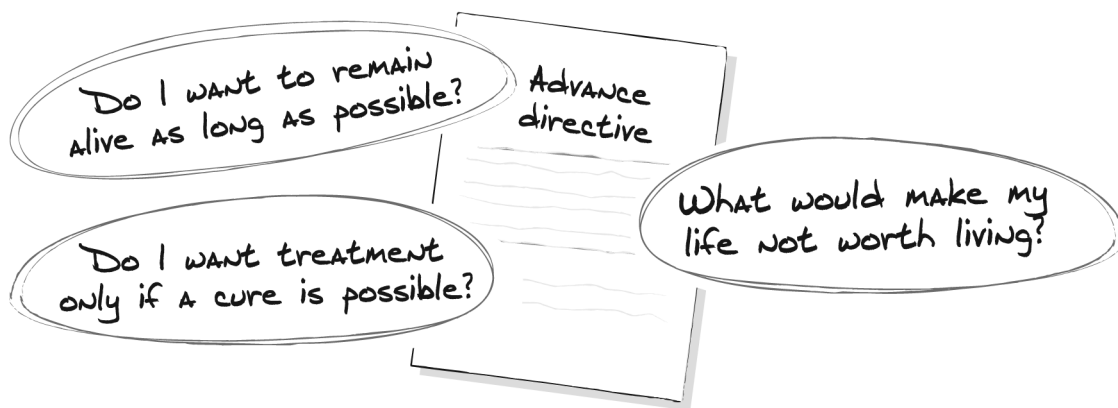 Do I want to remain
alive as long as possible?
Advance
directive
Do I want treatment
only if a cure is possible?
What would make my
life not worth living?